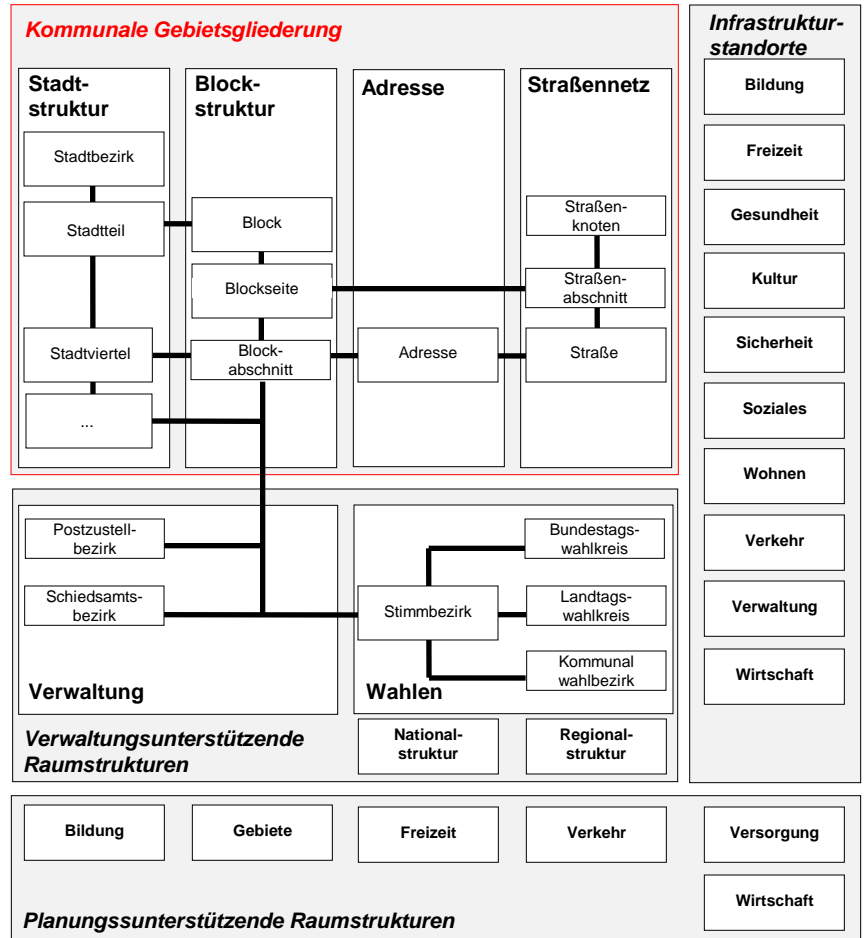 Kommunale Gebietsgliederung
Stadt-
struktur
Stadtbezirk
Stadtteil
Stadtviertel
...
Block-
struktur
Block
Blockseite
Block-
abschnitt
Adresse
Adresse
Straßennetz
Straßen-
knoten
Straßen-
abschnitt
Straße
Postzustell-
bezirk
Schiedsamts-
bezirk
Verwaltung
Stimmbezirk
Bundestags-
wahlkreis
Landtags-
wahlkreis
Kommunal
wahlbezirk
Wahlen
Verwaltungsunterstützende
Raumstrukturen
National-
struktur
Regional-
struktur
Infrastruktur-
standorte
Bildung
Freizeit
Gesundheit
Kultur
Sicherheit
Soziales
Wohnen
Verkehr
Verwaltung
Wirtschaft
Bildung
Gebiete
Freizeit
Verkehr
Versorgung
Wirtschaft
Planungssunterstützende Raumstrukturen